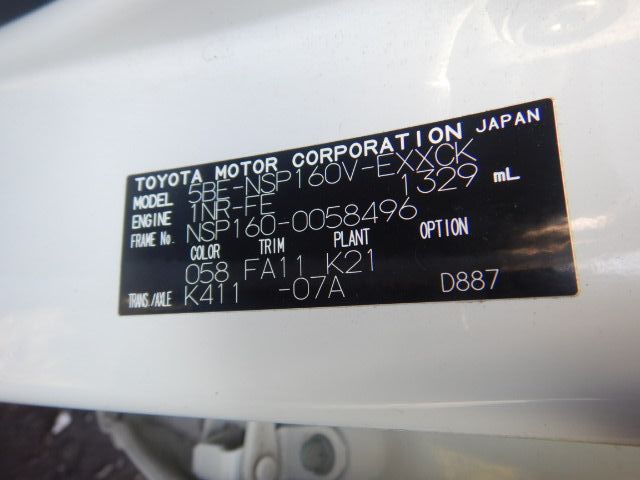 TOYOTA MOTOR CORPORATION JAPAN
MODEL 5BE-NSP160V-EXXCK
ENGINE 1NR-FE 1329 mL
FRAME No. NSP160-0058496
COLOR TRIM PLANT OPTION
058 FA11 K21
TRANS./AXLE K411 -07A D887